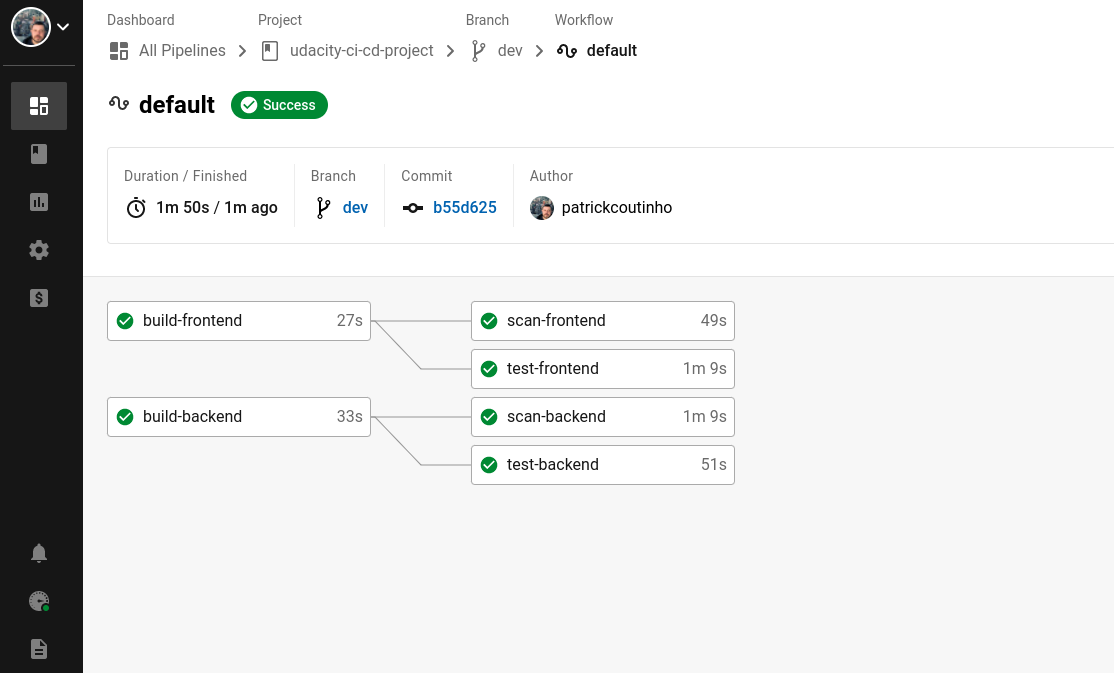 Dashboard Project Branch Workflow
All Pipelines udacity-ci-cd-project dev default
default Success
Duration / Finished Branch Commit Author
1m 50s / 1m ago dev b55d625 patrickcoutinho
build-frontend 27s scan-frontend 49s
test-frontend 1m 9s
build-backend 33s scan-backend 1m 9s
test-backend 51s